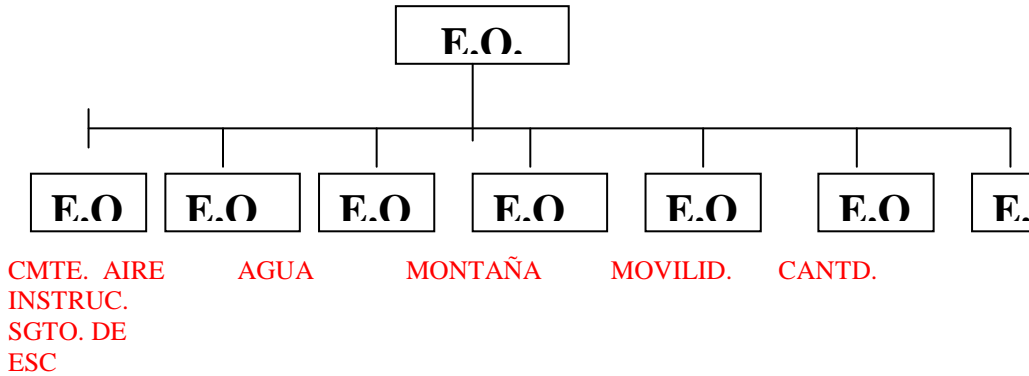 E.O.
E.O E.O E.O E.O E.O E.O E.
CMTE. AIRE AGUA MONTAÑA MOVILID. CANTD.
INSTRUC.
SGTO. DE
ESC